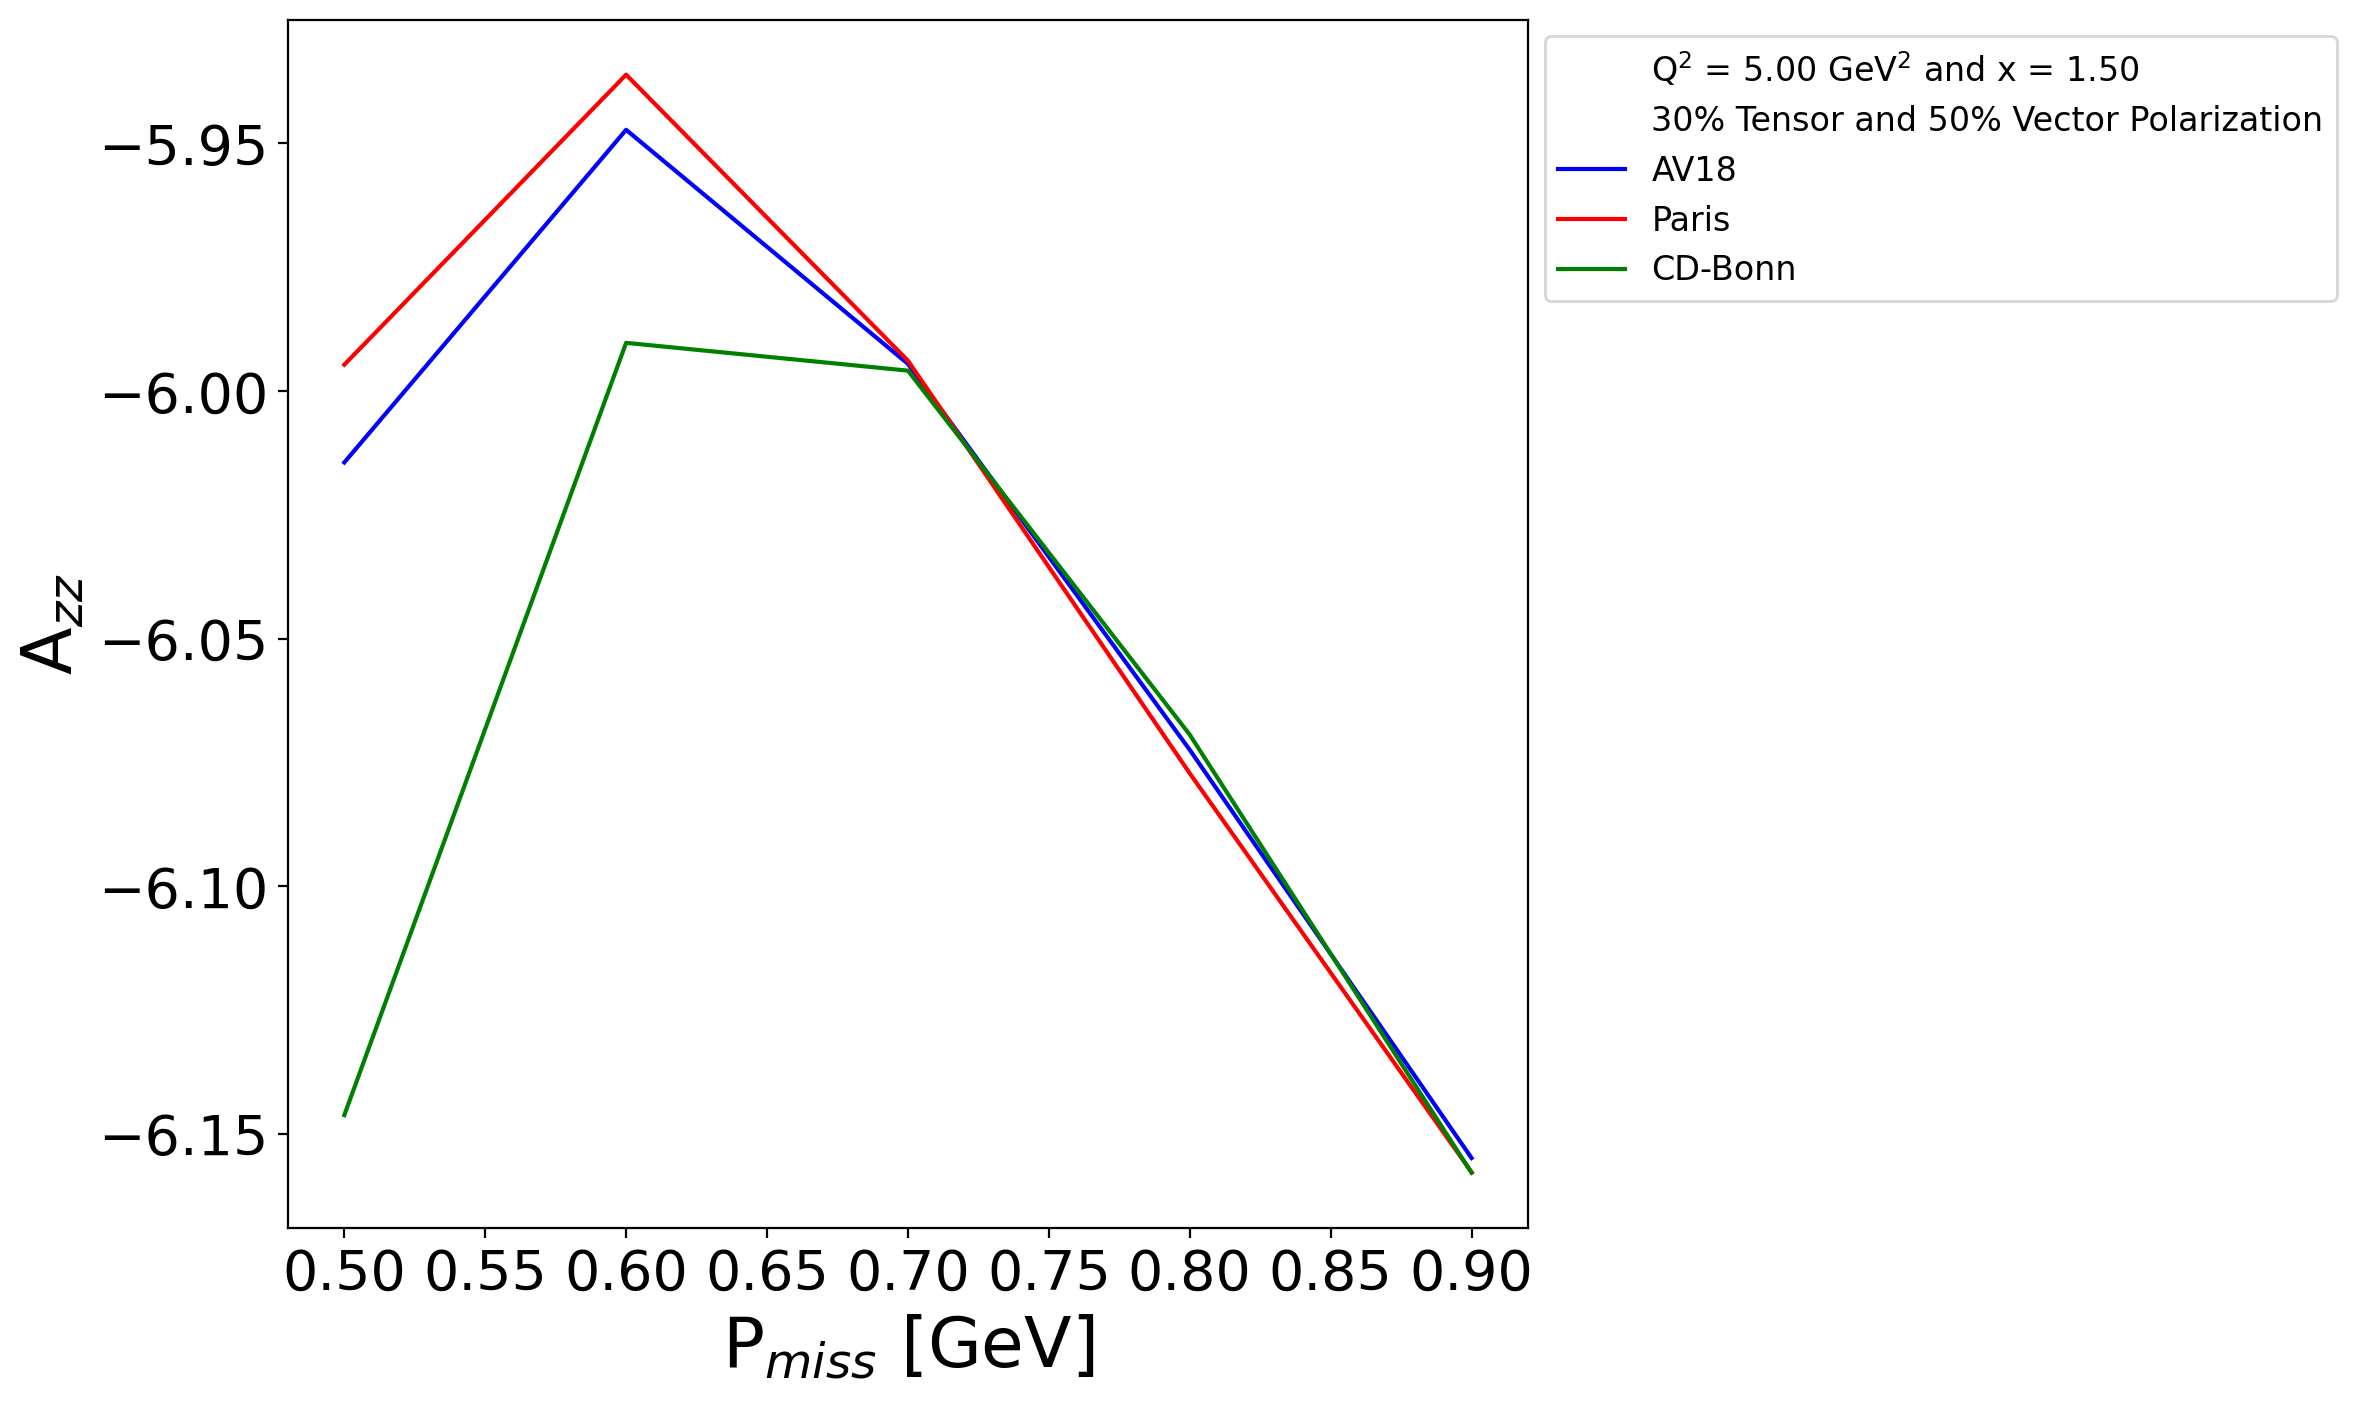 Q² = 5.00 GeV² and x = 1.50
30% Tensor and 50% Vector Polarization
AV18
Paris
CD-Bonn
−5.95
−6.00
−6.05
−6.10
−6.15
A_zz
0.50 0.55 0.60 0.65 0.70 0.75 0.80 0.85 0.90
P_miss [GeV]